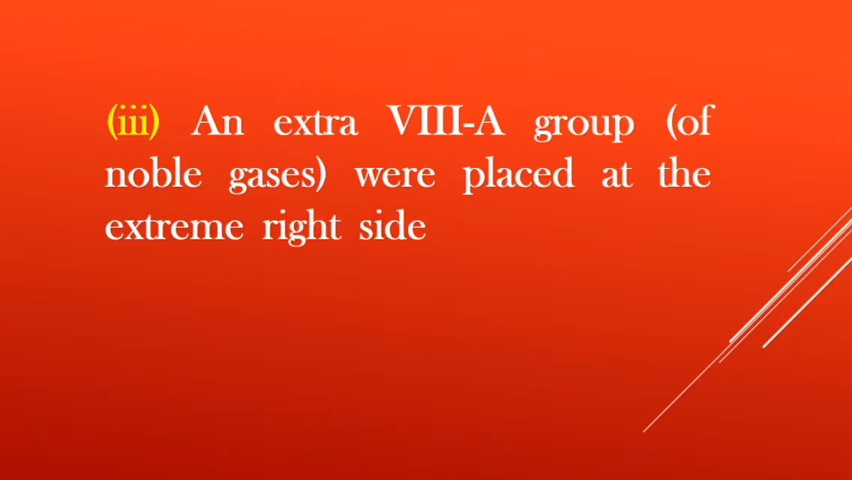 (iii) An extra VIII-A group (of
noble gases) were placed at the
extreme right side